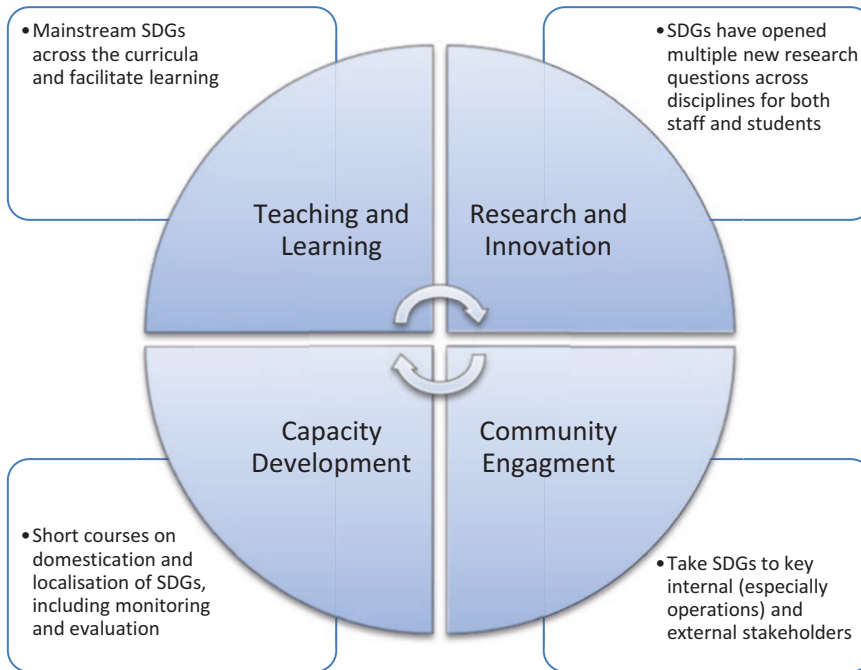 •Mainstream SDGs
across the curricula
and facilitate learning
•SDGs have opened
multiple new research
questions across
disciplines for both
staff and students
Teaching and
Learning
Research and
Innovation
Capacity
Development
Community
Engagment
•Short courses on
domestication and
localisation of SDGs,
including monitoring
and evaluation
•Take SDGs to key
internal (especially
operations) and
external stakeholders